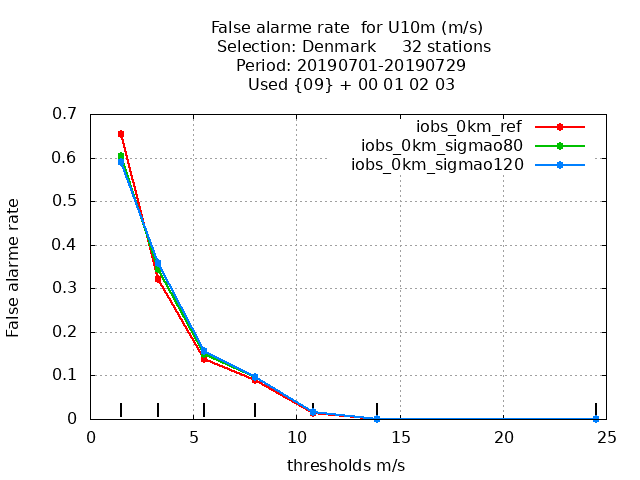 False alarme rate  for U10m (m/s)
Selection: Denmark     32 stations
Period: 20190701-20190729
Used {09} + 00 01 02 03
iobs_0km_ref
iobs_0km_sigmao80
iobs_0km_sigmao120
False alarme rate
0.7
0.6
0.5
0.4
0.3
0.2
0.1
0
0 5 10 15 20 25
thresholds m/s